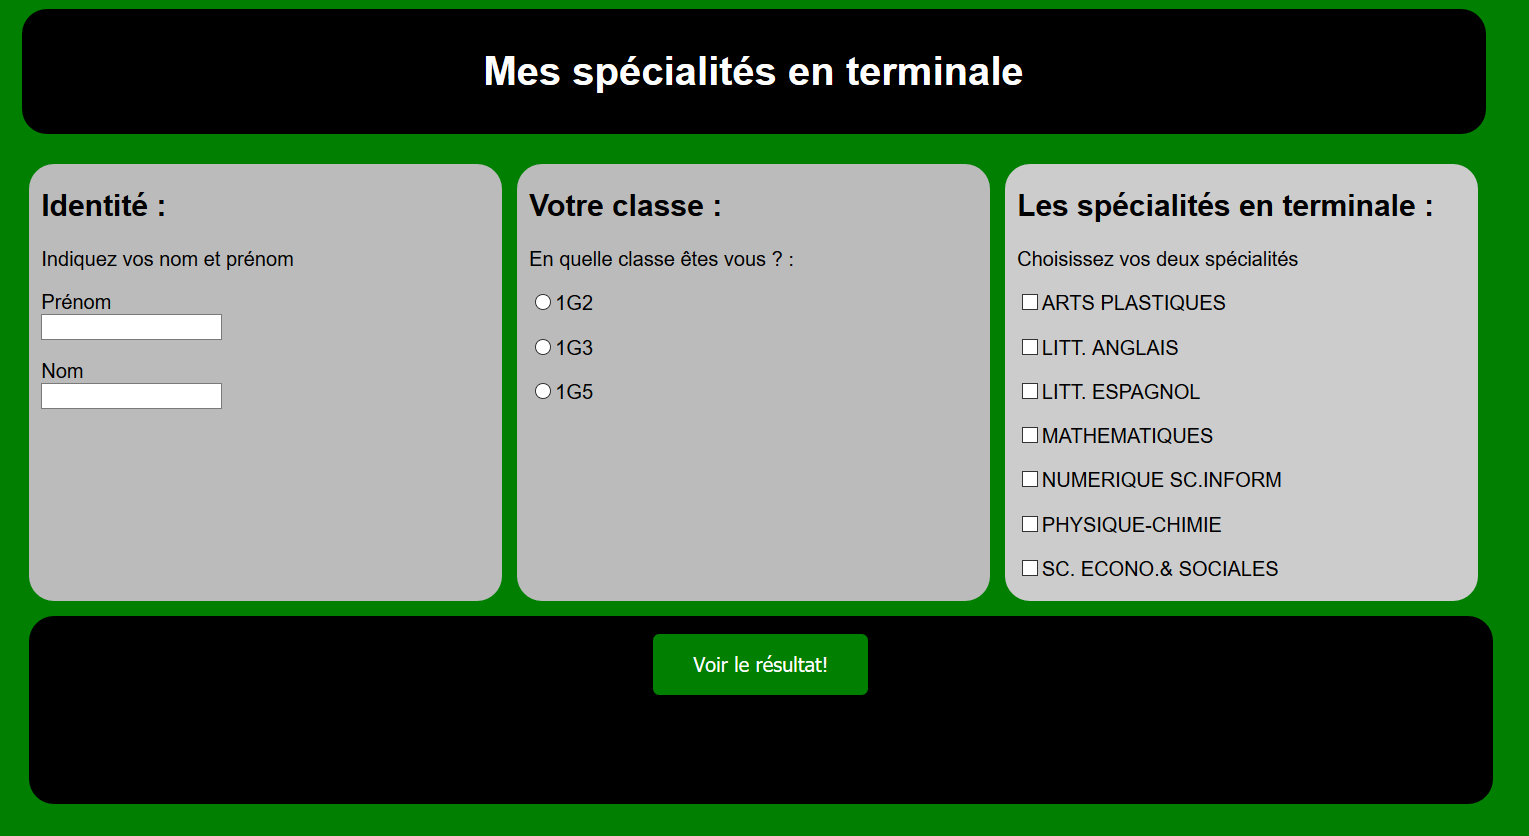 Mes spécialités en terminale
Identité :
Indiquez vos nom et prénom
Prénom
Nom
Votre classe :
En quelle classe êtes vous ? :
1G2
1G3
1G5
Les spécialités en terminale :
Choisissez vos deux spécialités
ARTS PLASTIQUES
LITT. ANGLAIS
LITT. ESPAGNOL
MATHEMATIQUES
NUMERIQUE SC.INFORM
PHYSIQUE-CHIMIE
SC. ECONO.& SOCIALES
Voir le résultat!